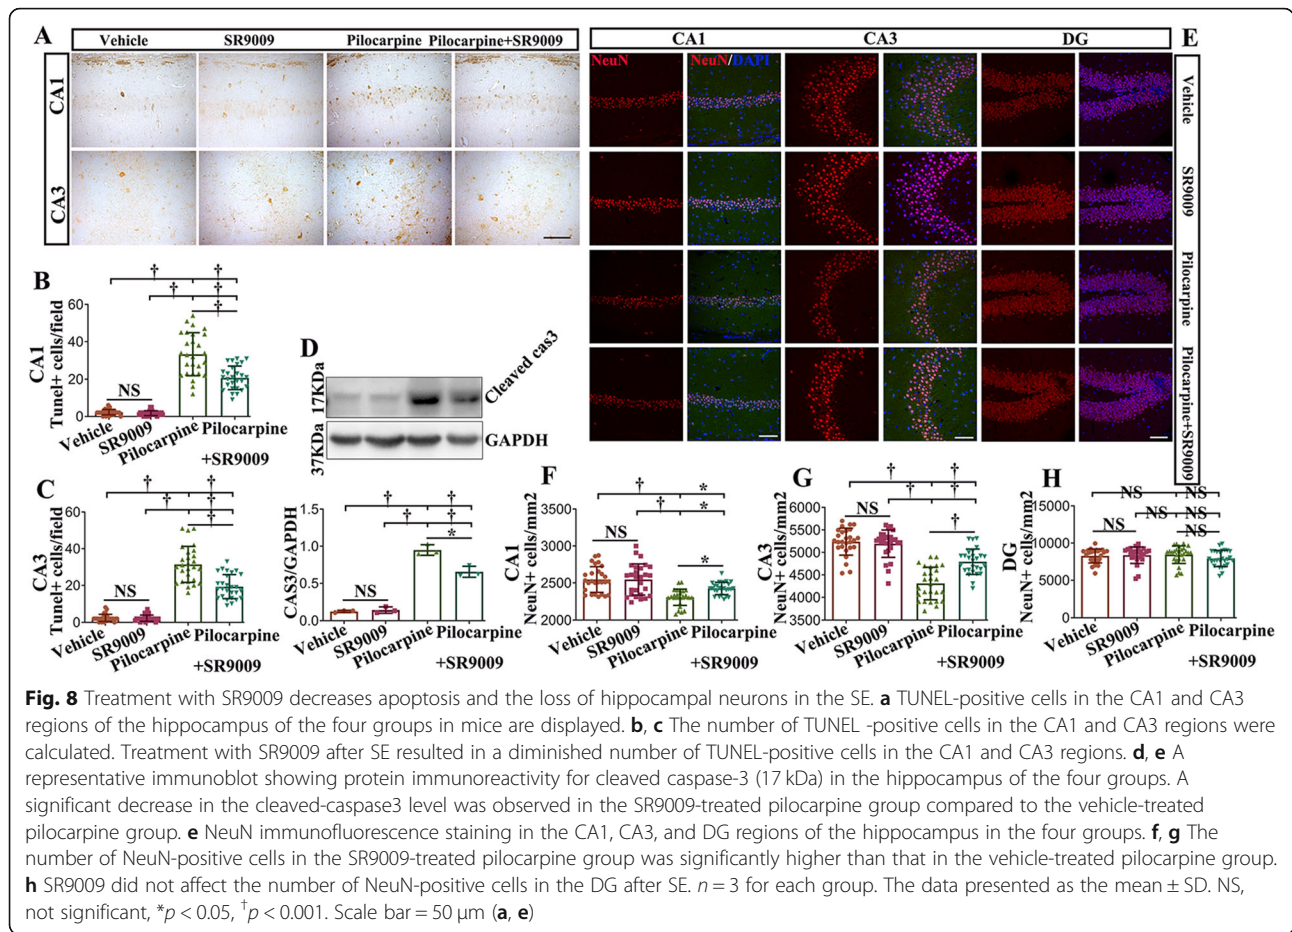 A
Vehicle SR9009 Pilocarpine Pilocarpine+SR9009
CA1
CA3
CA1 CA3 DG E
NeuN NeuN/DAPI
Vehicle
SR9009
Pilocarpine
Pilocarpine+SR9009
B
CA1
Tunel+ cells/field
60
40
20
0
† †
† †
†
NS
Vehicle SR9009 Pilocarpine Pilocarpine
+SR9009
D
17KDa
Cleaved cas3
37KDa
GAPDH
C
CA3
Tunel+ cells/field
60
40
20
0
† †
† †
†
NS
Vehicle SR9009 Pilocarpine Pilocarpine
+SR9009
CAS3/GAPDH
1.5
1.0
0.5
0.0
† †
† †
*
NS
Vehicle SR9009 Pilocarpine Pilocarpine
+SR9009
F
CA1
NeuN+ cells/mm2
3500
3000
2500
2000
† *
† *
*
NS
Vehicle SR9009 Pilocarpine Pilocarpine
+SR9009
G
CA3
NeuN+ cells/mm2
6000
5700
5400
5100
4700
4300
3900
3500
† †
† †
†
NS
Vehicle SR9009 Pilocarpine Pilocarpine
+SR9009
H
DG
NeuN+ cells/mm2
15000
10000
5000
0
NS NS
NS NS
NS
NS
Vehicle SR9009 Pilocarpine Pilocarpine
+SR9009
Fig. 8 Treatment with SR9009 decreases apoptosis and the loss of hippocampal neurons in the SE. a TUNEL-positive cells in the CA1 and CA3
regions of the hippocampus of the four groups in mice are displayed. b, c The number of TUNEL -positive cells in the CA1 and CA3 regions were
calculated. Treatment with SR9009 after SE resulted in a diminished number of TUNEL-positive cells in the CA1 and CA3 regions. d, e A
representative immunoblot showing protein immunoreactivity for cleaved caspase-3 (17 kDa) in the hippocampus of the four groups. A
significant decrease in the cleaved-caspase3 level was observed in the SR9009-treated pilocarpine group compared to the vehicle-treated
pilocarpine group. e NeuN immunofluorescence staining in the CA1, CA3, and DG regions of the hippocampus in the four groups. f, g The
number of NeuN-positive cells in the SR9009-treated pilocarpine group was significantly higher than that in the vehicle-treated pilocarpine group.
h SR9009 did not affect the number of NeuN-positive cells in the DG after SE. n = 3 for each group. The data presented as the mean ± SD. NS,
not significant, *p < 0.05, †p < 0.001. Scale bar = 50 µm (a, e)